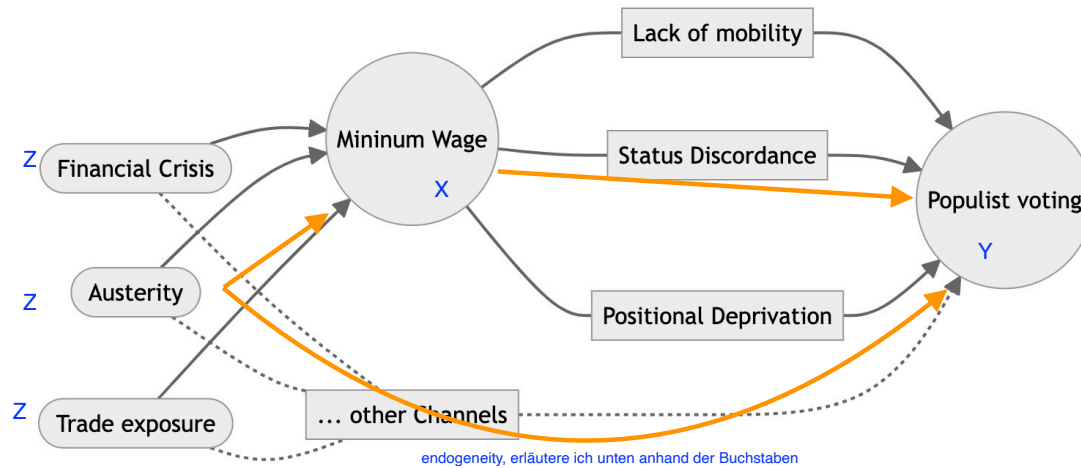 Lack of mobility
Mininum Wage
X
Z
Financial Crisis
Status Discordance
Populist voting
Y
Z
Austerity
Positional Deprivation
Z
Trade exposure
... other Channels
endogeneity, erläutere ich unten anhand der Buchstaben